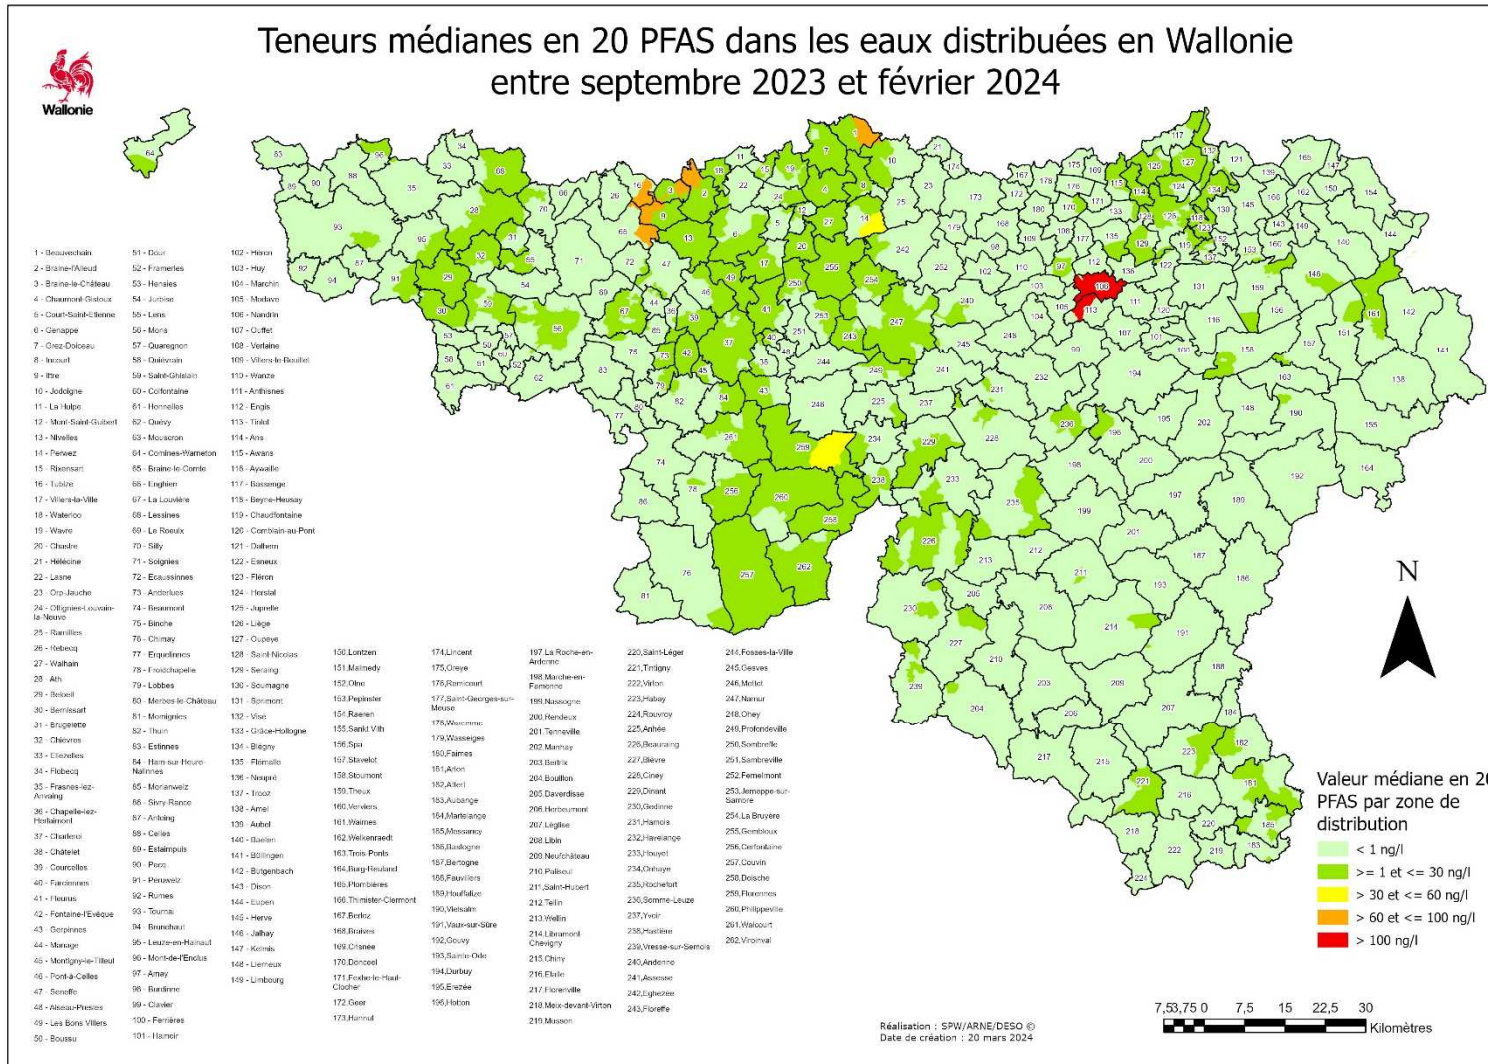 Teneurs médianes en 20 PFAS dans les eaux distribuées en Wallonie
entre septembre 2023 et février 2024
Wallonie
1 - Beauvechain
2 - Braine-l'Alleud
3 - Braine-le-Château
4 - Chaumont-Gistoux
5 - Court-Saint-Etienne
6 - Genappe
7 - Grez-Doiceau
8 - Incourt
9 - Ittre
10 - Jodoigne
11 - La Hulpe
12 - Mont-Saint-Guibert
13 - Nivelles
14 - Perwez
15 - Rixensart
16 - Tubize
17 - Villers-la-Ville
18 - Waterloo
19 - Wavre
20 - Chastre
21 - Hélécine
22 - Lasne
23 - Orp-Jauche
24 - Ottignies-Louvain-
la-Neuve
25 - Ramillies
26 - Rebecq
27 - Walhain
28 - Ath
29 - Beloeil
30 - Bernissart
31 - Brugelette
32 - Chièvres
33 - Ellezelles
34 - Flobecq
35 - Frasnes-lez-
Anvaing
36 - Chapelle-lez-
Herlaimont
37 - Charleroi
38 - Châtelet
39 - Courcelles
40 - Farciennes
41 - Fleurus
42 - Fontaine-l'Evêque
43 - Gerpinnes
44 - Manage
45 - Montigny-le-Tilleul
46 - Pont-à-Celles
47 - Seneffe
48 - Aiseau-Presles
49 - Les Bons Villers
50 - Boussu
51 - Dour
52 - Frameries
53 - Hensies
54 - Jurbise
55 - Lens
56 - Mons
57 - Quaregnon
58 - Quiévrain
59 - Saint-Ghislain
60 - Colfontaine
61 - Honnelles
62 - Quévy
63 - Mouscron
64 - Comines-Warneton
65 - Braine-le-Comte
66 - Enghien
67 - La Louvière
68 - Lessines
69 - Le Roeulx
70 - Silly
71 - Soignies
72 - Ecaussinnes
73 - Anderlues
74 - Beaumont
75 - Binche
76 - Chimay
77 - Erquelinnes
78 - Froidchapelle
79 - Lobbes
80 - Merbes-le-Château
81 - Momignies
82 - Thuin
83 - Estinnes
84 - Ham-sur-Heure-
Nalinnes
85 - Morlanwelz
86 - Sivry-Rance
87 - Antoing
88 - Celles
89 - Estaimpuis
90 - Pecq
91 - Péruwelz
92 - Rumes
93 - Tournai
94 - Brunehaut
95 - Leuze-en-Hainaut
96 - Mont-de-l'Enclus
97 - Amay
98 - Burdinne
99 - Clavier
100 - Ferrières
101 - Hamoir
102 - Héron
103 - Huy
104 - Marchin
105 - Modave
106 - Nandrin
107 - Ouffet
108 - Verlaine
109 - Villers-le-Bouillet
110 - Wanze
111 - Anthisnes
112 - Engis
113 - Tinlot
114 - Ans
115 - Awans
116 - Aywaille
117 - Bassenge
118 - Beyne-Heusay
119 - Chaudfontaine
120 - Comblain-au-Pont
121 - Dalhem
122 - Esneux
123 - Fléron
124 - Herstal
125 - Juprelle
126 - Liège
127 - Oupeye
128 - Saint-Nicolas
129 - Seraing
130 - Soumagne
131 - Sprimont
132 - Visé
133 - Grâce-Hollogne
134 - Blégny
135 - Flémalle
136 - Neupré
137 - Trooz
138 - Amel
139 - Aubel
140 - Baelen
141 - Büllingen
142 - Bütgenbach
143 - Dison
144 - Eupen
145 - Herve
146 - Jalhay
147 - Kelmis
148 - Lierneux
149 - Limbourg
150,Lontzen
151,Malmedy
152,Olne
153,Pepinster
154,Raeren
155,Sankt Vith
156,Spa
157,Stavelot
158,Stoumont
159,Theux
160,Verviers
161,Waimes
162,Welkenraedt
163,Trois-Ponts
164,Burg-Reuland
165,Plombières
166,Thimister-Clermont
167,Berloz
168,Braives
169,Crisnée
170,Donceel
171,Fexhe-le-Haut-
Clocher
172,Geer
173,Hannut
174,Lincent
175,Oreye
176,Remicourt
177,Saint-Georges-sur-
Meuse
178,Waremme
179,Wasseiges
180,Faimes
181,Arlon
182,Attert
183,Aubange
184,Martelange
185,Messancy
186,Bastogne
187,Bertogne
188,Fauvillers
189,Houffalize
190,Vielsalm
191,Vaux-sur-Sûre
192,Gouvy
193,Sainte-Ode
194,Durbuy
195,Erezée
196,Hotton
197,La Roche-en-
Ardenne
198,Marche-en-
Famenne
199,Nassogne
200,Rendeux
201,Tenneville
202,Manhay
203,Bertrix
204,Bouillon
205,Daverdisse
206,Herbeumont
207,Léglise
208,Libin
209,Neufchâteau
210,Paliseul
211,Saint-Hubert
212,Tellin
213,Wellin
214,Libramont
Chevigny
215,Chiny
216,Etalle
217,Florenville
218,Meix-devant-Virton
219,Musson
220,Saint-Léger
221,Tintigny
222,Virton
223,Habay
224,Rouvroy
225,Anhée
226,Beauraing
227,Bièvre
228,Ciney
229,Dinant
230,Gedinne
231,Hamois
232,Havelange
233,Houyet
234,Onhaye
235,Rochefort
236,Somme-Leuze
237,Yvoir
238,Hastière
239,Vresse-sur-Semois
240,Andenne
241,Assesse
242,Eghezée
243,Floreffe
244,Fosses-la-Ville
245,Gesves
246,Mettet
247,Namur
248,Ohey
249,Profondeville
250,Sombreffe
251,Sambreville
252,Fernelmont
253,Jemeppe-sur-
Sambre
254,La Bruyère
255,Gembloux
256,Cerfontaine
257,Couvin
258,Doische
259,Florennes
260,Philippeville
261,Walcourt
262,Viroinval
N
Valeur médiane en 20
PFAS par zone de
distribution
< 1 ng/l
>= 1 et <= 30 ng/l
> 30 et <= 60 ng/l
> 60 et <= 100 ng/l
> 100 ng/l
7,53,75 0 7,5 15 22,5 30
Kilomètres
Réalisation : SPW/ARNE/DESO ©
Date de création : 20 mars 2024